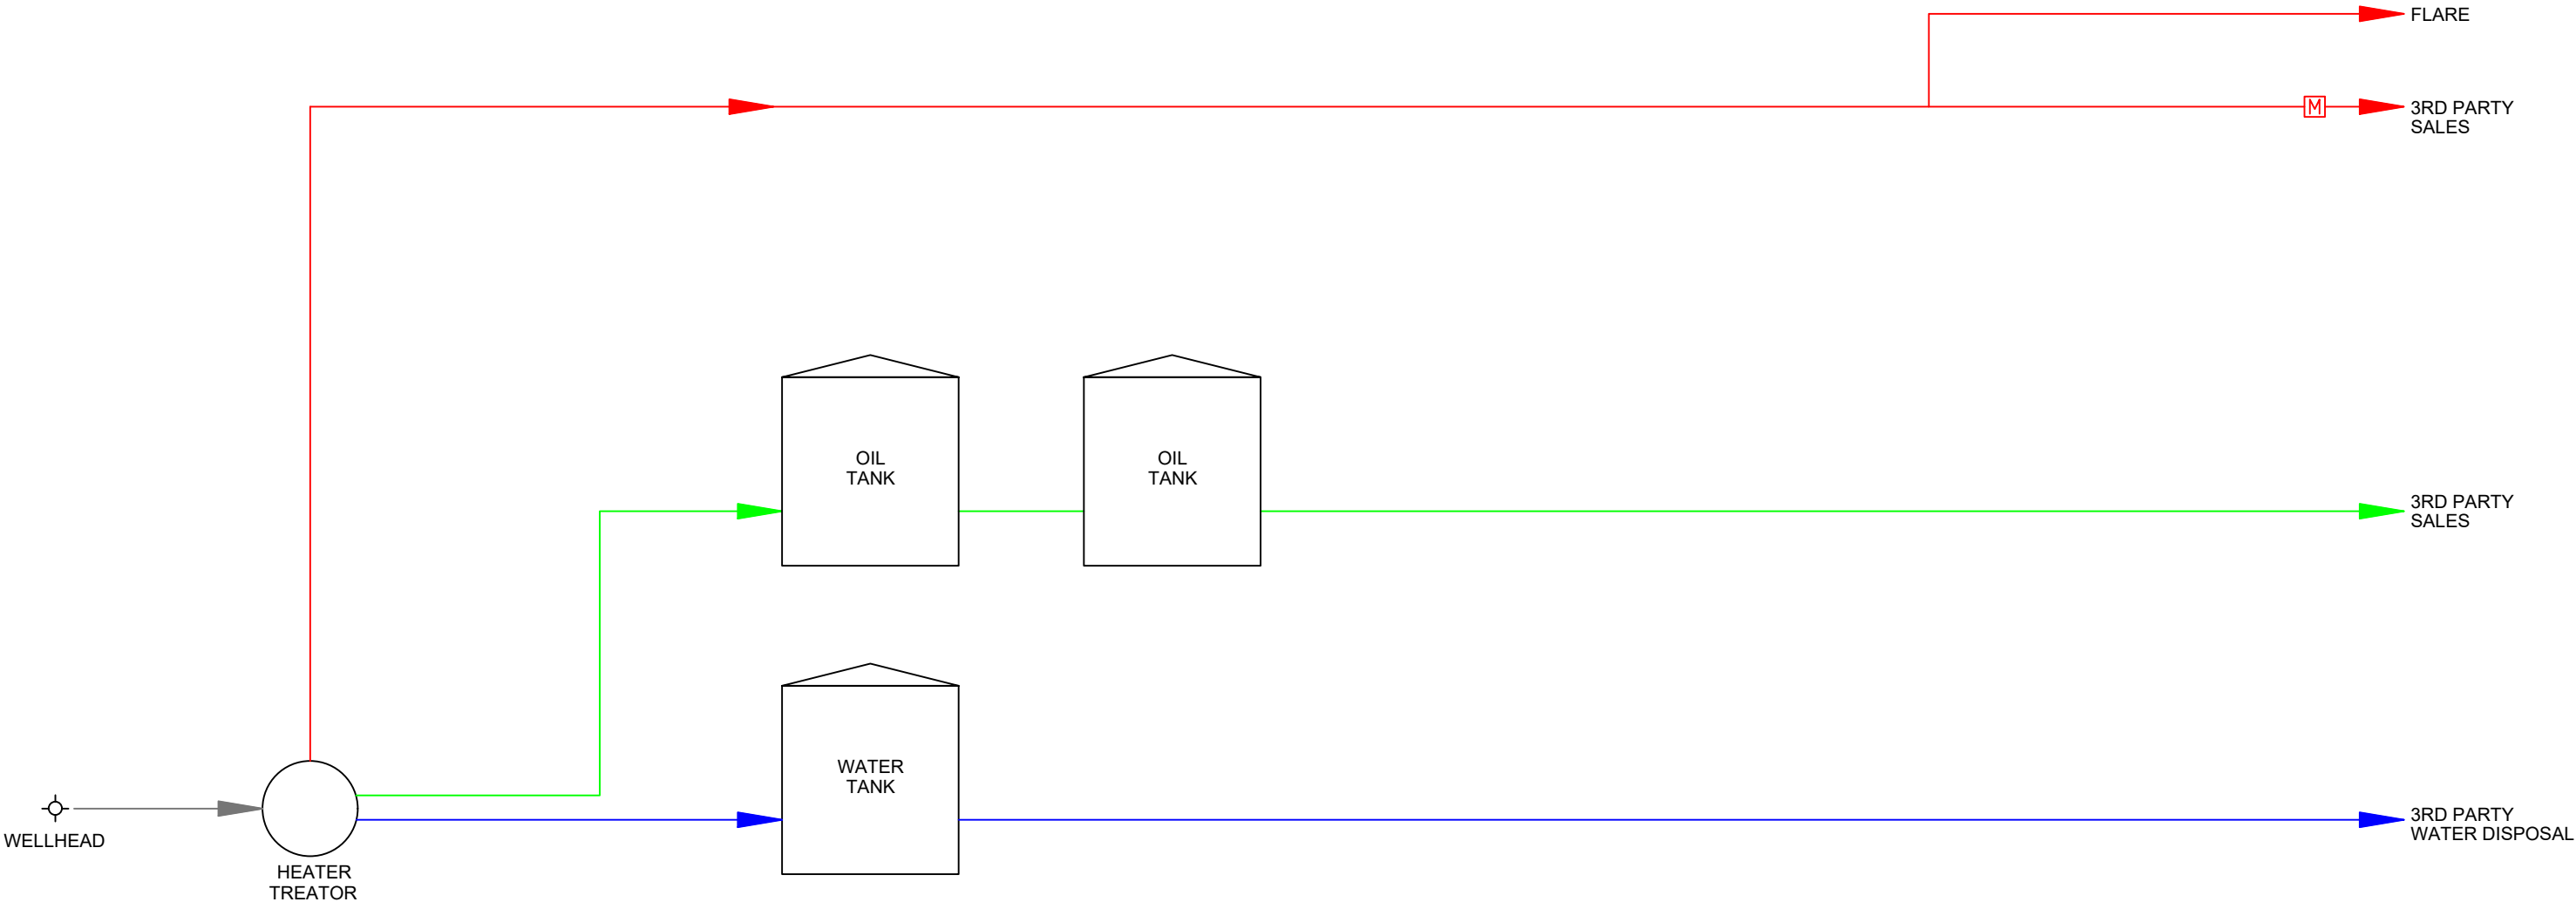 FLARE
M
3RD PARTY
SALES
OIL
TANK
OIL
TANK
3RD PARTY
SALES
WATER
TANK
WELLHEAD
HEATER
TREATOR
3RD PARTY
WATER DISPOSAL